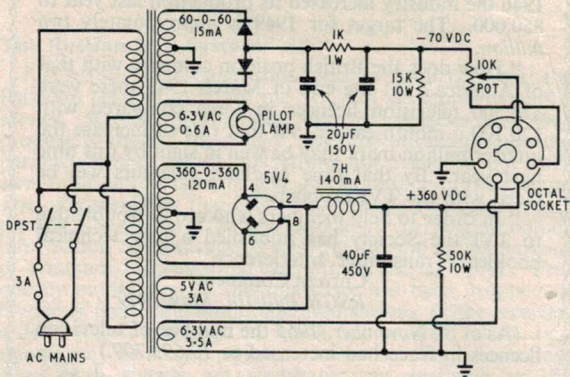 60-0-60
15mA
1K
1W
-70VDC
15K
10W
10K
POT
20μF
150V
6·3VAC
0·6A
PILOT
LAMP
360-0-360
120mA
5V4
4
2
8
6
7H
140mA
+360 VDC
OCTAL
SOCKET
DPST
3A
40μF
450V
50K
10W
5VAC
3A
6·3VAC
3·5A
AC MAINS